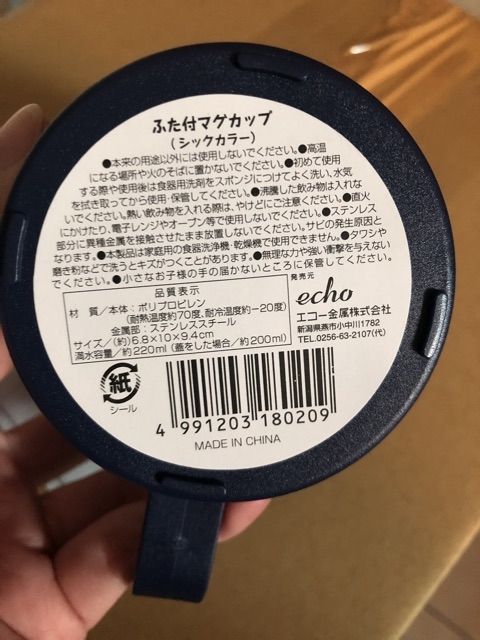 ふた付マグカップ
(シックカラー)
●本来の用途以外には使用しないでください。●高温
になる場所や火のそばに置かないでください。●初めて使用
する際や使用後は食器用洗剤をスポンジにつけてよく洗い、水気
を拭き取ってから使用・保管してください。●沸騰した飲み物は入れな
いでください。熱い飲み物を入れる際は、やけどにご注意ください。●直火
にかけたり、電子レンジやオーブン等で使用しないでください。●ステンレス
部分に異種金属を接触させたまま放置しないでください。サビの発生原因と
なります。●本製品は家庭用の食器洗浄機・乾燥機で使用できません。●タワシや
磨き粉などで洗うとキズがつくことがあります。●無理な力や強い衝撃を与えない
でください。●小さなお子様の手の届かないところに保管してください。
品質表示
材質/本体:ポリプロピレン
(耐熱温度約70度、耐冷温度約−20度)
金属部:ステンレススチール
サイズ/(約)6.8×10×9.4cm
満水容量/約220ml(蓋をした場合/約200ml)
発売元
echo
エコー金属株式会社
新潟県燕市小中川1782
TEL.0256-63-2107(代)
紙
シール
4 991203 180209
MADE IN CHINA